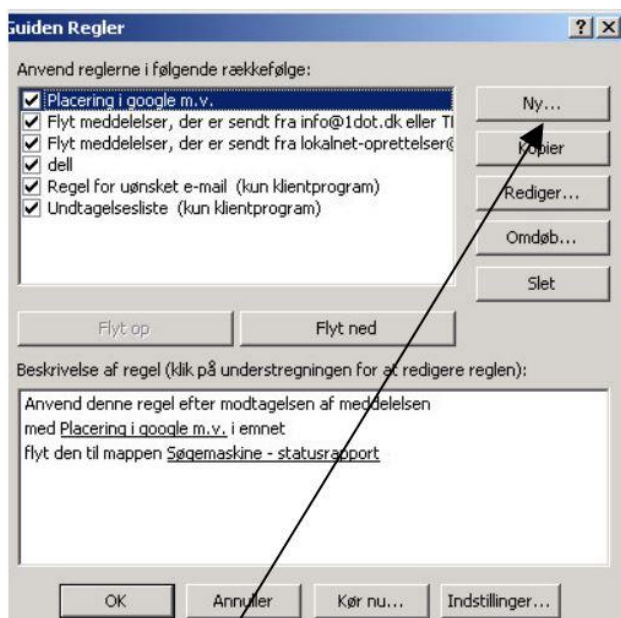 Guiden Regler
Anvend reglerne i følgende rækkefølge:
Placering i google m.v.
Flyt meddelelser, der er sendt fra info@1dot.dk eller
Flyt meddelelser, der er sendt fra lokalnet-oprettelser@
dell
Regel for uønsket e-mail (kun klientprogram)
Undtagelsesliste (kun klientprogram)
Ny...
Kopier
Rediger...
Omdøb...
Slet
Flyt op
Flyt ned
Beskrivelse af regel (klik på understregningen for at redigere reglen):
Anvend denne regel efter modtagelsen af meddelelsen
med Placering i google m.v. i emnet
flyt den til mappen Søgemaskine - statusrapport
OK
Annuller
Kør nu...
Indstillinger...